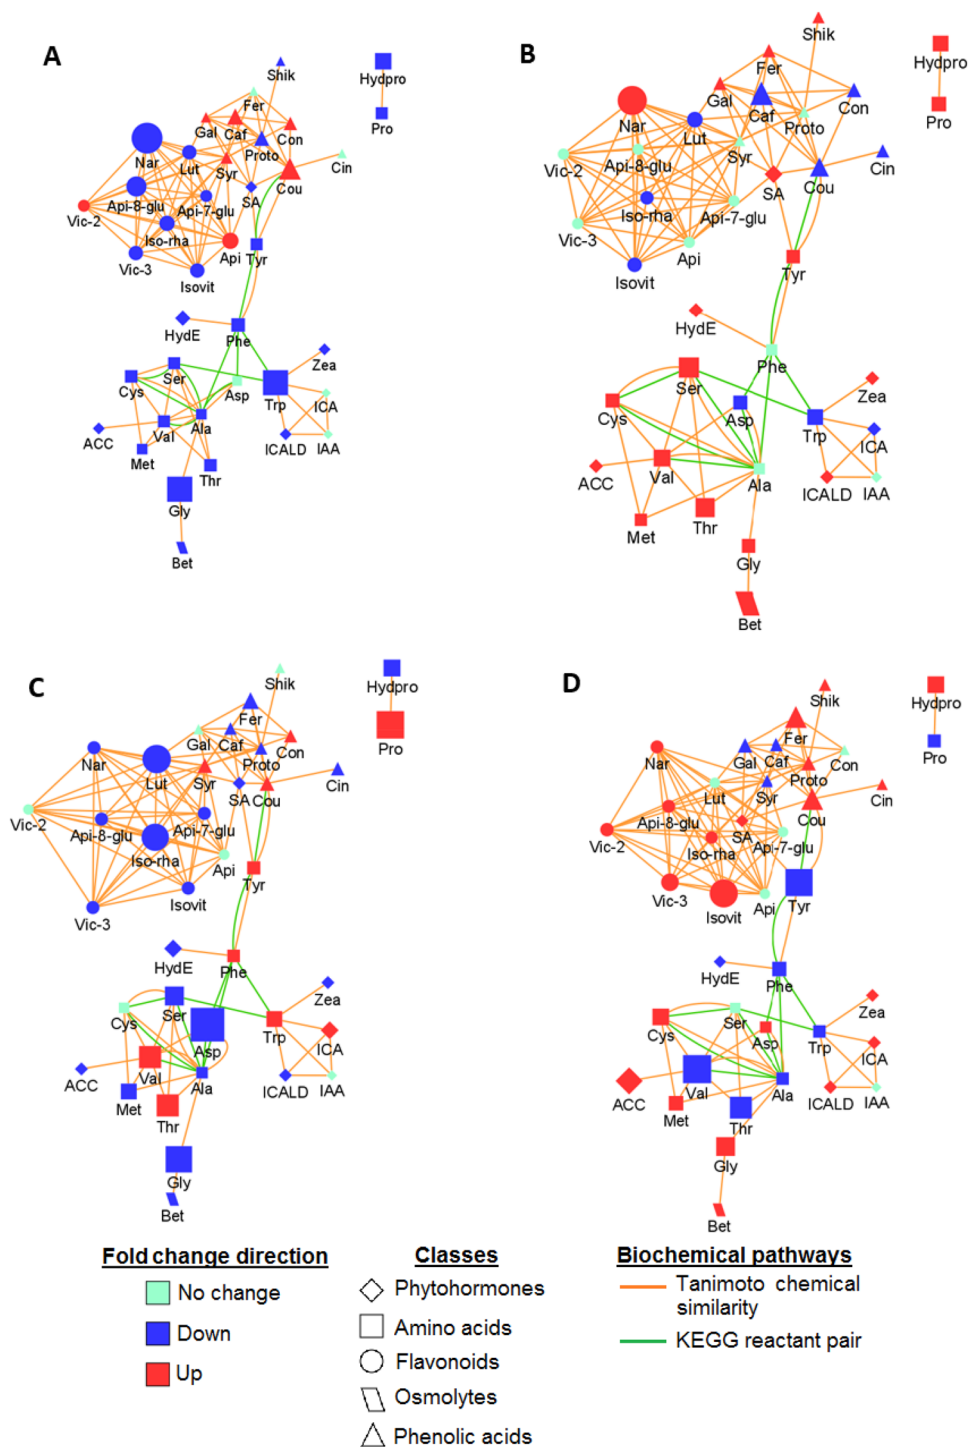 A
Shik
Hydpro
Pro
Fer
Gal
Caf
Con
Nar
Lut
Syr
Proto
Cin
Cou
Api-8-glu
SA
Vic-2
Api-7-glu
Iso-rha
Api
Tyr
Vic-3
Isovit
HydE
Phe
Zea
Cys
Ser
Asp
Trp
ICA
ACC
Val
Ala
ICALD
IAA
Met
Thr
Gly
Bet
B
Shik
Hydpro
Pro
Fer
Gal
Caf
Con
Nar
Lut
Proto
Syr
Vic-2
Api-8-glu
Cin
SA
Cou
Iso-rha
Api-7-glu
Vic-3
Api
Isovit
Tyr
HydE
Phe
Ser
Zea
Cys
Asp
Trp
ICA
ACC
Val
Ala
ICALD
IAA
Met
Thr
Gly
Bet
C
Shik
Hydpro
Pro
Fer
Gal
Caf
Con
Nar
Lut
Proto
Syr
Cin
SA
Cou
Vic-2
Api-8-glu
Api-7-glu
Iso-rha
Api
Tyr
Isovit
Vic-3
HydE
Phe
Zea
Cys
Ser
Asp
Trp
ICA
ACC
Val
Ala
ICALD
IAA
Met
Thr
Gly
Bet
D
Shik
Hydpro
Pro
Fer
Gal
Caf
Con
Nar
Lut
Proto
Syr
Cin
Api-8-glu
SA
Cou
Vic-2
Iso-rha
Api-7-glu
Vic-3
Isovit
Api
Tyr
HydE
Phe
Zea
Cys
Ser
Asp
Trp
ICA
ACC
Val
Ala
ICALD
IAA
Met
Thr
Gly
Bet
Fold change direction
No change
Down
Up
Classes
Phytohormones
Amino acids
Flavonoids
Osmolytes
Phenolic acids
Biochemical pathways
Tanimoto chemical
similarity
KEGG reactant pair